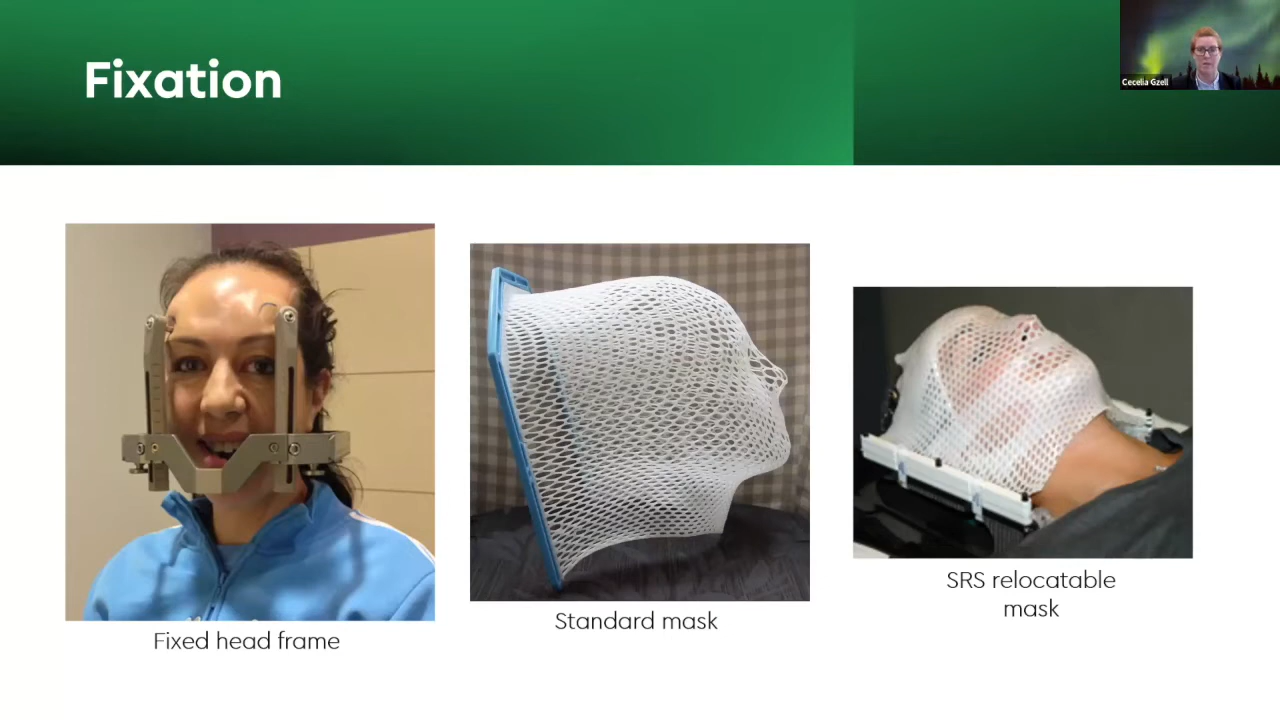 Fixation
Cecelia Gzell
Fixed head frame
Standard mask
SRS relocatable
mask